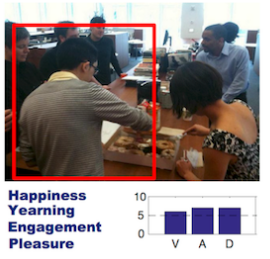 Happiness
Yearning
Engagement
Pleasure
10
5
0
V A D